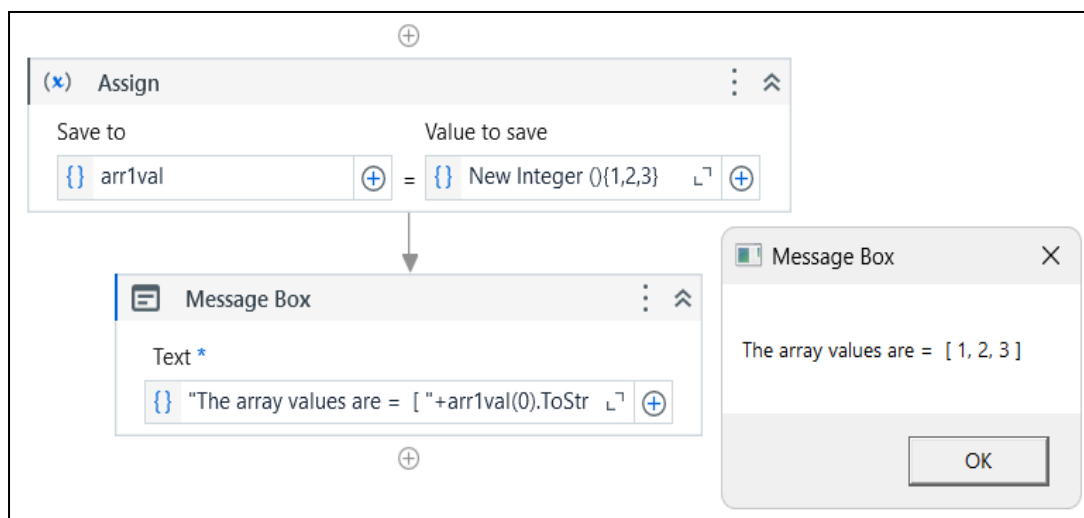 (x) Assign
Save to Value to save
{} arr1val = {} New Integer (){1,2,3}
Message Box
Text *
{} "The array values are = [ "+arr1val(0).ToStr
Message Box
The array values are = [ 1, 2, 3 ]
OK